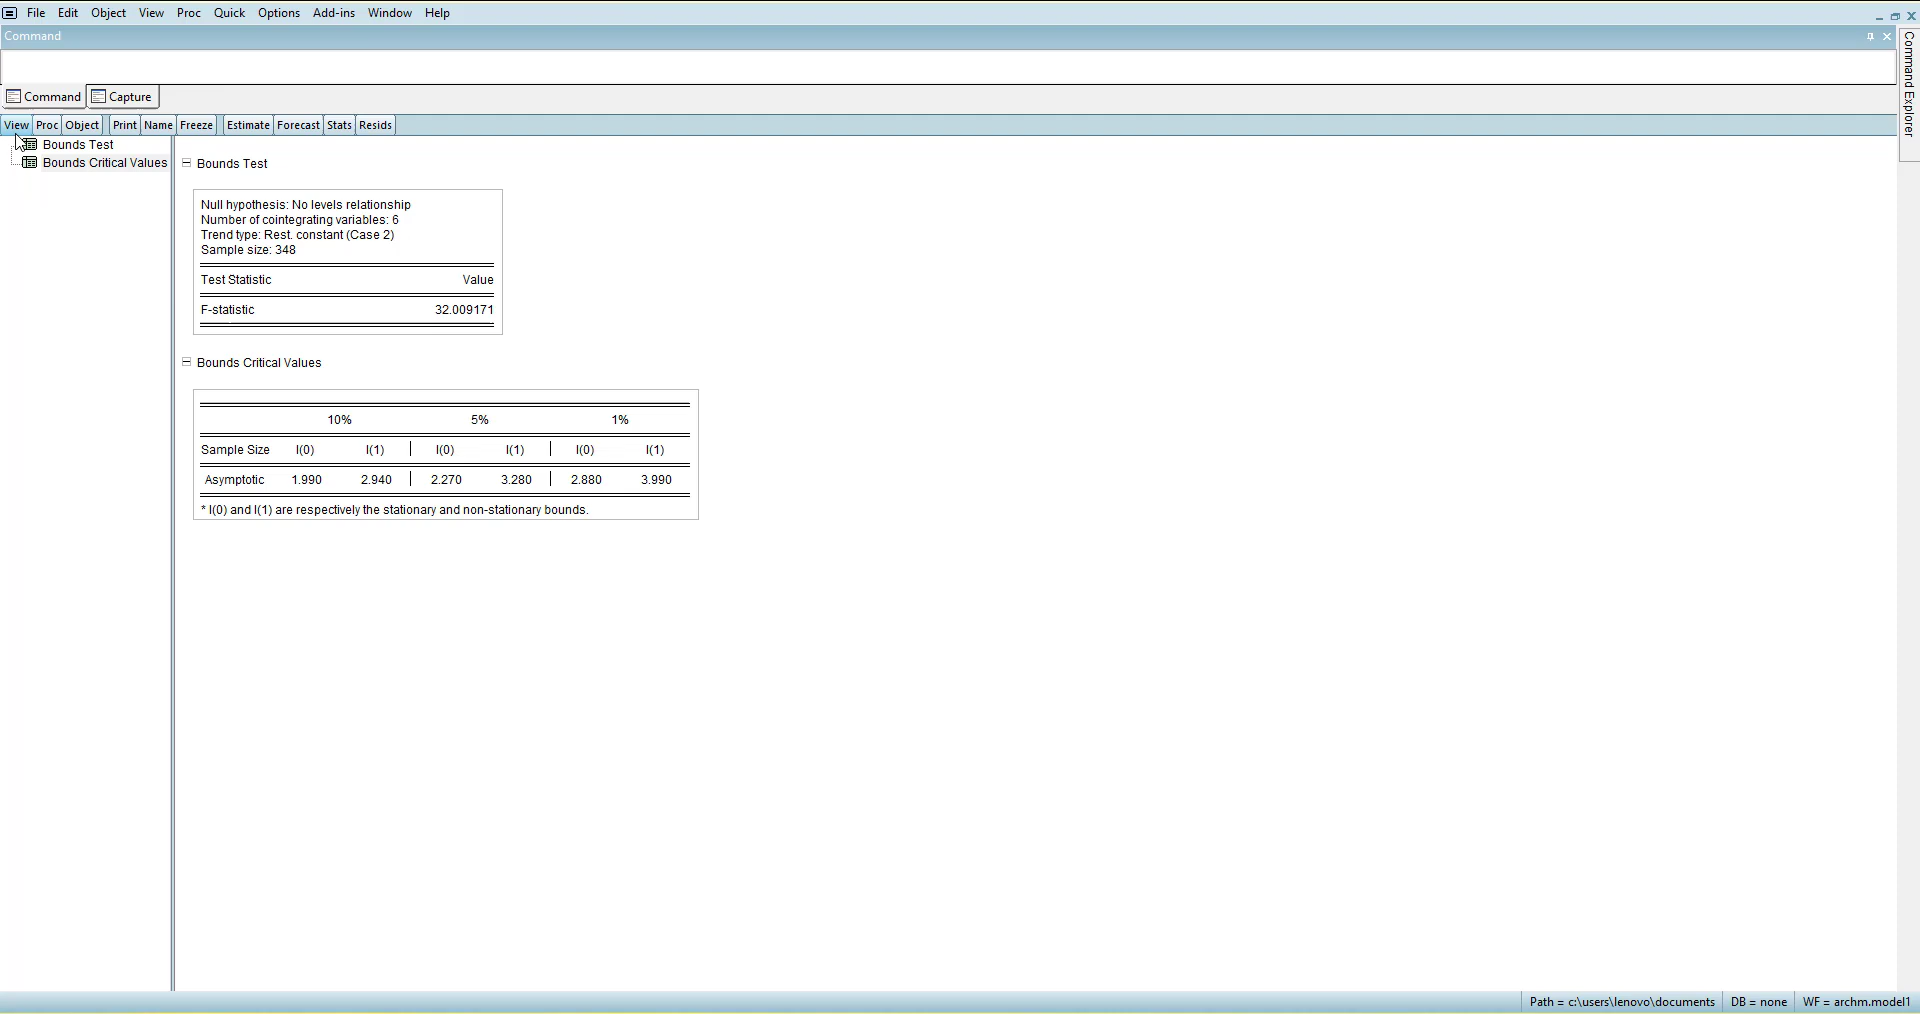 File Edit Object View Proc Quick Options Add-ins Window Help
Command
Command Explorer
Command Capture
View Proc Object Print Name Freeze Estimate Forecast Stats Resids
Bounds Test
Bounds Critical Values
Bounds Test
Null hypothesis: No levels relationship
Number of cointegrating variables: 6
Trend type: Rest. constant (Case 2)
Sample size: 348
Test Statistic Value
F-statistic 32.009171
Bounds Critical Values
10% 5% 1%
Sample Size I(0) I(1) I(0) I(1) I(0) I(1)
Asymptotic 1.990 2.940 2.270 3.280 2.880 3.990
* I(0) and I(1) are respectively the stationary and non-stationary bounds.
Path = c:\users\lenovo\documents DB = none WF = archm.model1